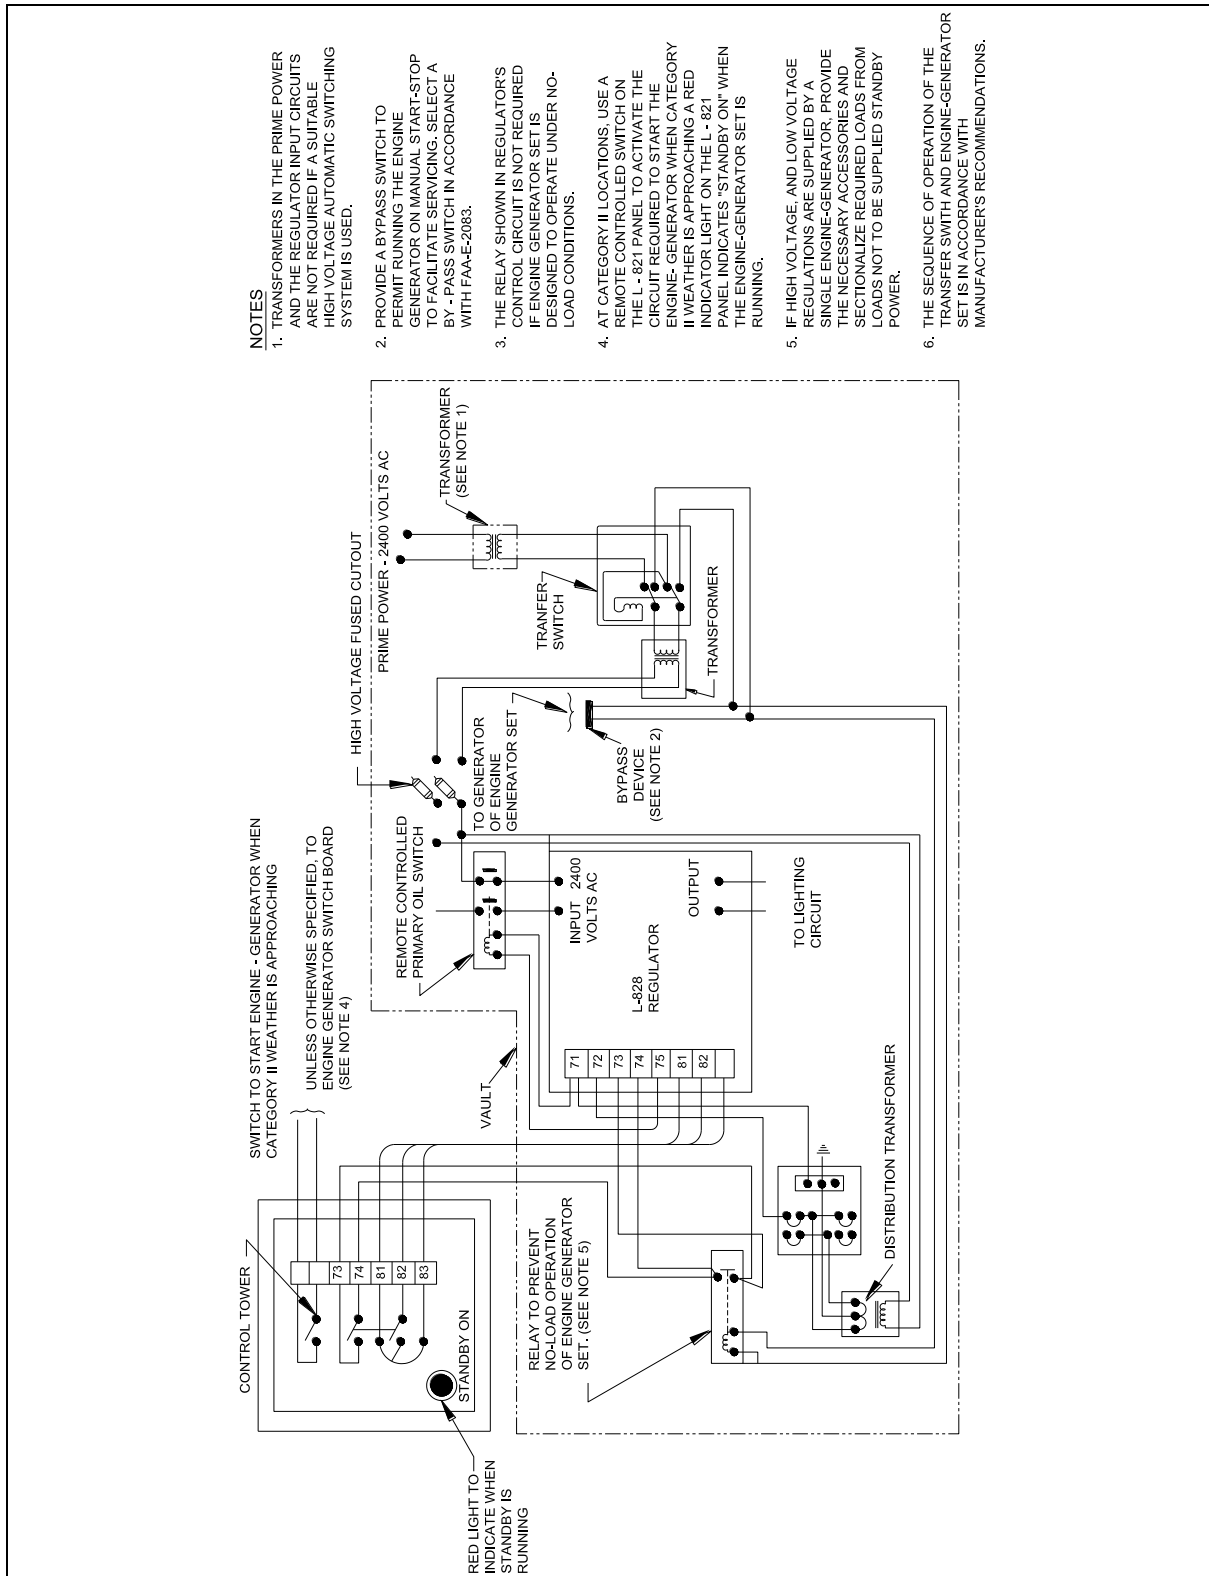 NOTES
1. TRANSFORMERS IN THE PRIME POWER
AND THE REGULATOR INPUT CIRCUITS
ARE NOT REQUIRED IF A SUITABLE
HIGH VOLTAGE AUTOMATIC SWITCHING
SYSTEM IS USED.
2. PROVIDE A BYPASS SWITCH TO
PERMIT RUNNING THE ENGINE
GENERATOR ON MANUAL START-STOP
TO FACILITATE SERVICING. SELECT A
BY - PASS SWITCH IN ACCORDANCE
WITH FAA-E-2083.
3. THE RELAY SHOWN IN REGULATOR'S
CONTROL CIRCUIT IS NOT REQUIRED
IF ENGINE GENERATOR SET IS
DESIGNED TO OPERATE UNDER NO-
LOAD CONDITIONS.
4. AT CATEGORY II LOCATIONS, USE A
REMOTE CONTROLLED SWITCH ON
THE L - 821 PANEL TO ACTIVATE THE
CIRCUIT REQUIRED TO START THE
ENGINE- GENERATOR WHEN CATEGORY
II WEATHER IS APPROACHING A RED
INDICATOR LIGHT ON THE L - 821
PANEL INDICATES "STANDBY ON" WHEN
THE ENGINE-GENERATOR SET IS
RUNNING.
5. IF HIGH VOLTAGE, AND LOW VOLTAGE
REGULATIONS ARE SUPPLIED BY A
SINGLE ENGINE-GENERATOR, PROVIDE
THE NECESSARY ACCESSORIES AND
SECTIONALIZE REQUIRED LOADS FROM
LOADS NOT TO BE SUPPLIED STANDBY
POWER.
6. THE SEQUENCE OF OPERATION OF THE
TRANSFER SWITH AND ENGINE-GENERATOR
SET IS IN ACCORDANCE WITH
MANUFACTURER'S RECOMMENDATIONS.
CONTROL TOWER
SWITCH TO START ENGINE - GENERATOR WHEN
CATEGORY II WEATHER IS APPROACHING
UNLESS OTHERWISE SPECIFIED, TO
ENGINE GENERATOR SWITCH BOARD
(SEE NOTE 4)
73
74
81
82
83
STANDBY ON
RED LIGHT TO
INDICATE WHEN
STANDBY IS
RUNNING
VAULT
REMOTE CONTROLLED
PRIMARY OIL SWITCH
HIGH VOLTAGE FUSED CUTOUT
PRIME POWER - 2400 VOLTS AC
TRANSFORMER
(SEE NOTE 1)
TO GENERATOR
OF ENGINE
GENERATOR SET
TRANFER
SWITCH
TRANSFORMER
BYPASS
DEVICE
(SEE NOTE 2)
INPUT 2400
VOLTS AC
OUTPUT
L-828
REGULATOR
71
72
73
74
75
81
82
TO LIGHTING
CIRCUIT
RELAY TO PREVENT
NO-LOAD OPERATION
OF ENGINE GENERATOR
SET. (SEE NOTE 5)
DISTRIBUTION TRANSFORMER